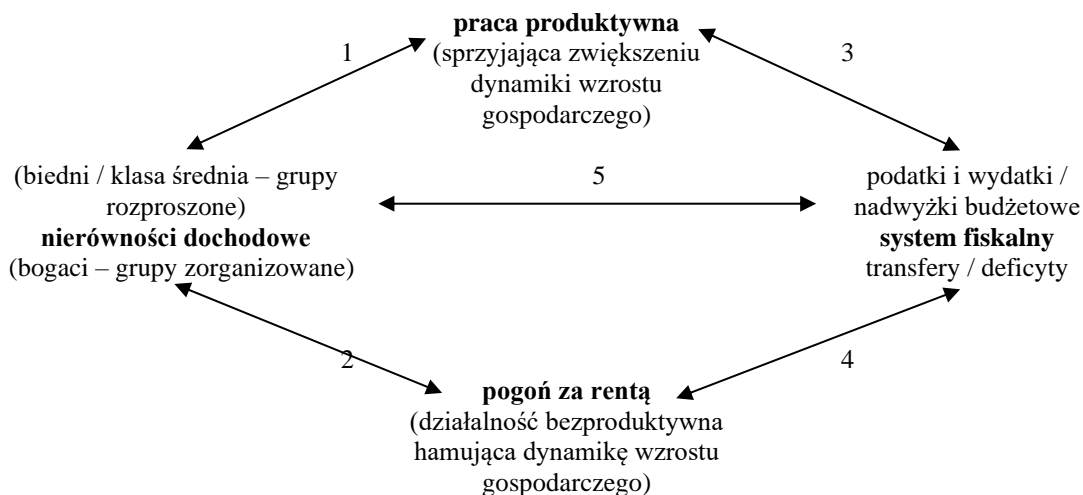 praca produktywna
(sprzyjająca zwiększeniu
dynamiki wzrostu
gospodarczego)
1
3
(biedni / klasa średnia – grupy
rozproszone)
nierówności dochodowe
(bogaci – grupy zorganizowane)
5
podatki i wydatki /
nadwyżki budżetowe
system fiskalny
transfery / deficyty
2
4
pogoń za rentą
(działalność bezproduktywna
hamująca dynamikę wzrostu
gospodarczego)